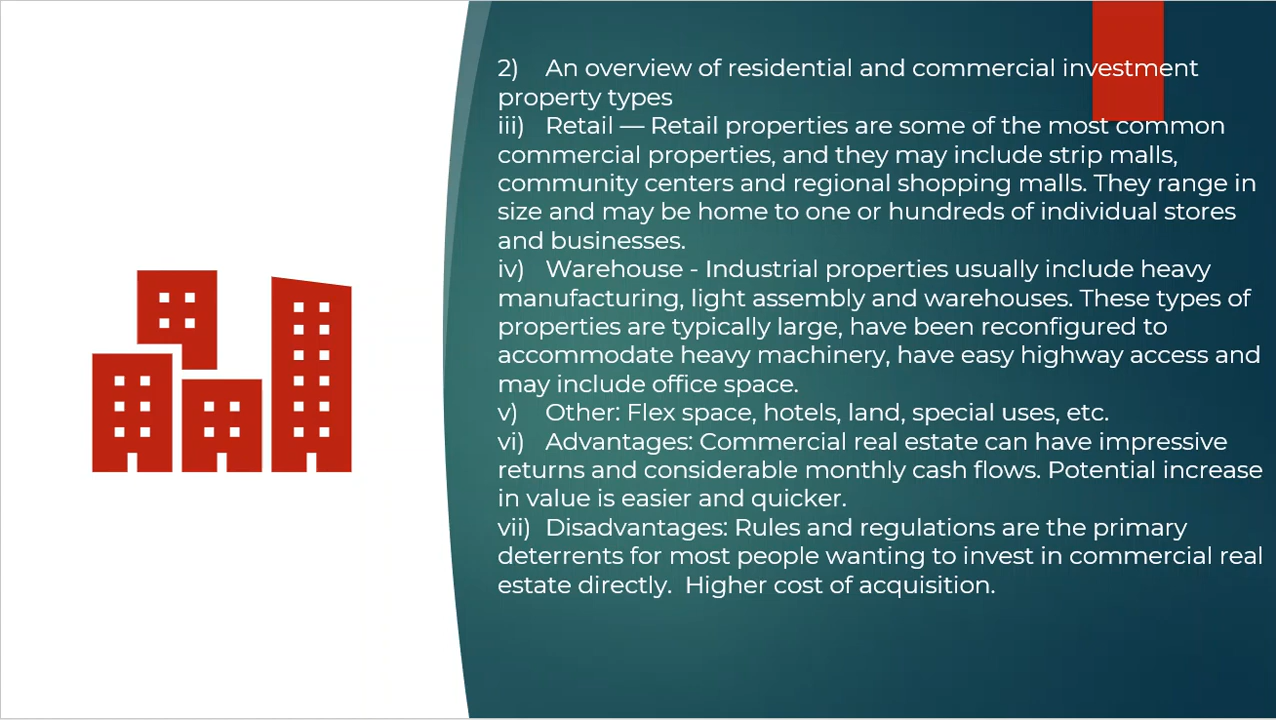 2) An overview of residential and commercial investment
property types
iii) Retail — Retail properties are some of the most common
commercial properties, and they may include strip malls,
community centers and regional shopping malls. They range in
size and may be home to one or hundreds of individual stores
and businesses.
iv) Warehouse - Industrial properties usually include heavy
manufacturing, light assembly and warehouses. These types of
properties are typically large, have been reconfigured to
accommodate heavy machinery, have easy highway access and
may include office space.
v) Other: Flex space, hotels, land, special uses, etc.
vi) Advantages: Commercial real estate can have impressive
returns and considerable monthly cash flows. Potential increase
in value is easier and quicker.
vii) Disadvantages: Rules and regulations are the primary
deterrents for most people wanting to invest in commercial real
estate directly.  Higher cost of acquisition.